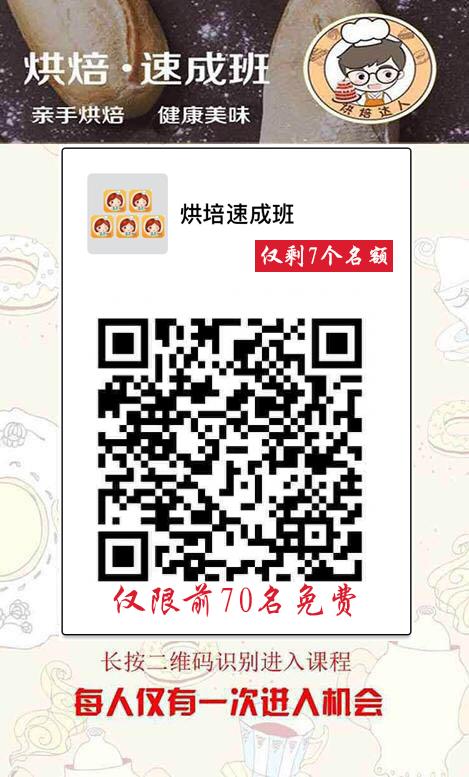 烘焙·速成班
亲手烘焙 健康美味
烘焙达人
烘培速成班
仅剩7个名额
仅限前70名免费
长按二维码识别进入课程
每人仅有一次进入机会